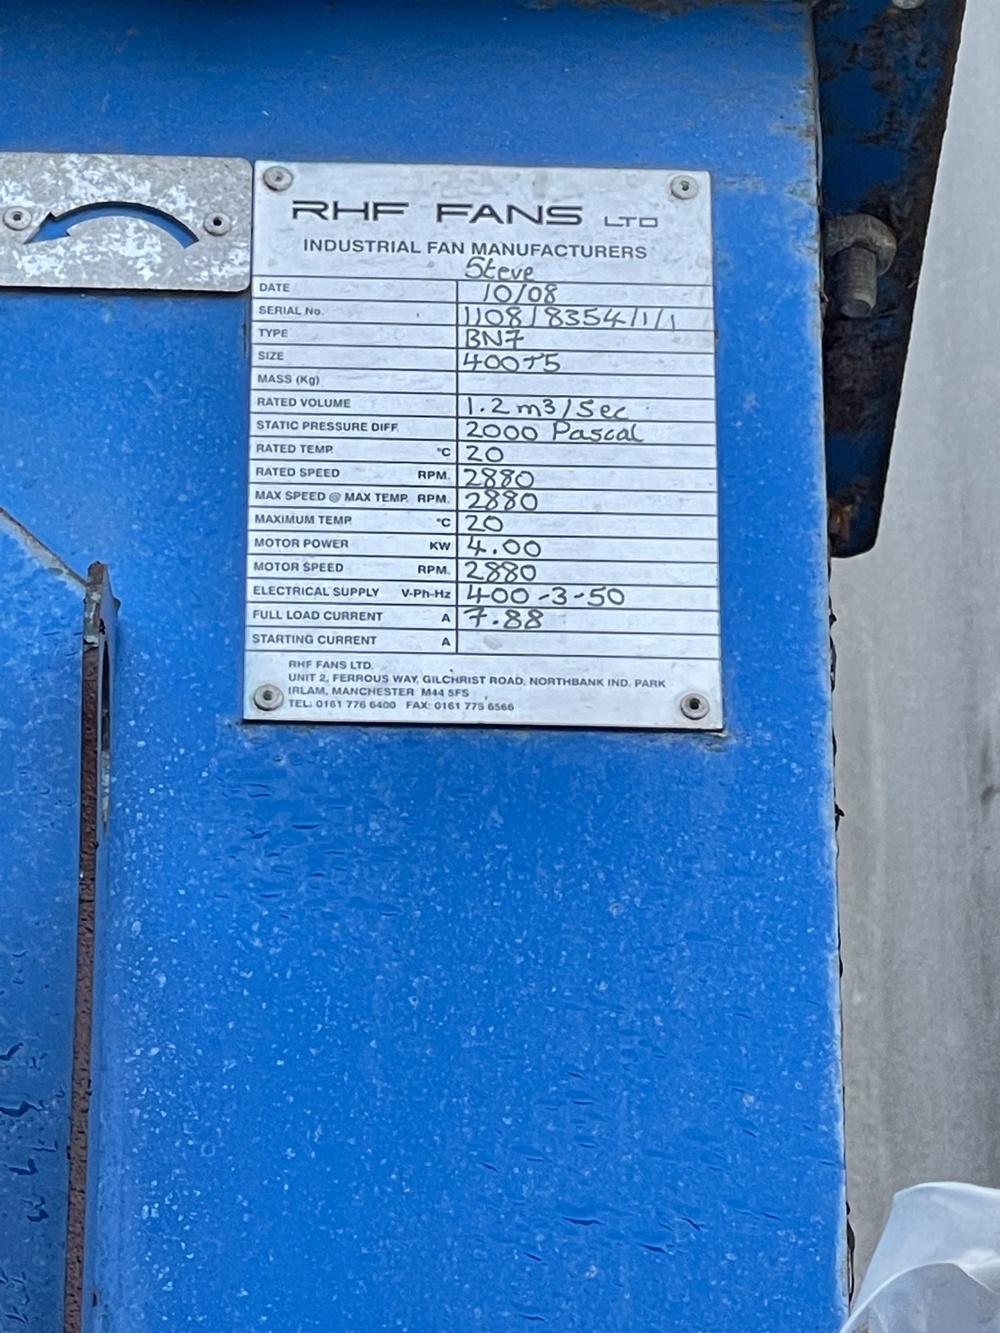 RHF FANS LTD
INDUSTRIAL FAN MANUFACTURERS
Steve
DATE 10/08
SERIAL No. 1108/8354/1/1
TYPE BN7
SIZE 400T5
MASS (Kg)
RATED VOLUME 1.2 m3/Sec
STATIC PRESSURE DIFF. 2000 Pascal
RATED TEMP. °C 20
RATED SPEED RPM. 2880
MAX SPEED @ MAX TEMP. RPM. 2880
MAXIMUM TEMP. °C 20
MOTOR POWER KW 4.00
MOTOR SPEED RPM. 2880
ELECTRICAL SUPPLY V-Ph-Hz 400-3-50
FULL LOAD CURRENT A 7.88
STARTING CURRENT A
RHF FANS LTD.
UNIT 2, FERROUS WAY, GILCHRIST ROAD, NORTHBANK IND. PARK
IRLAM, MANCHESTER M44 5FS
TEL: 0161 776 6400 FAX: 0161 775 6566